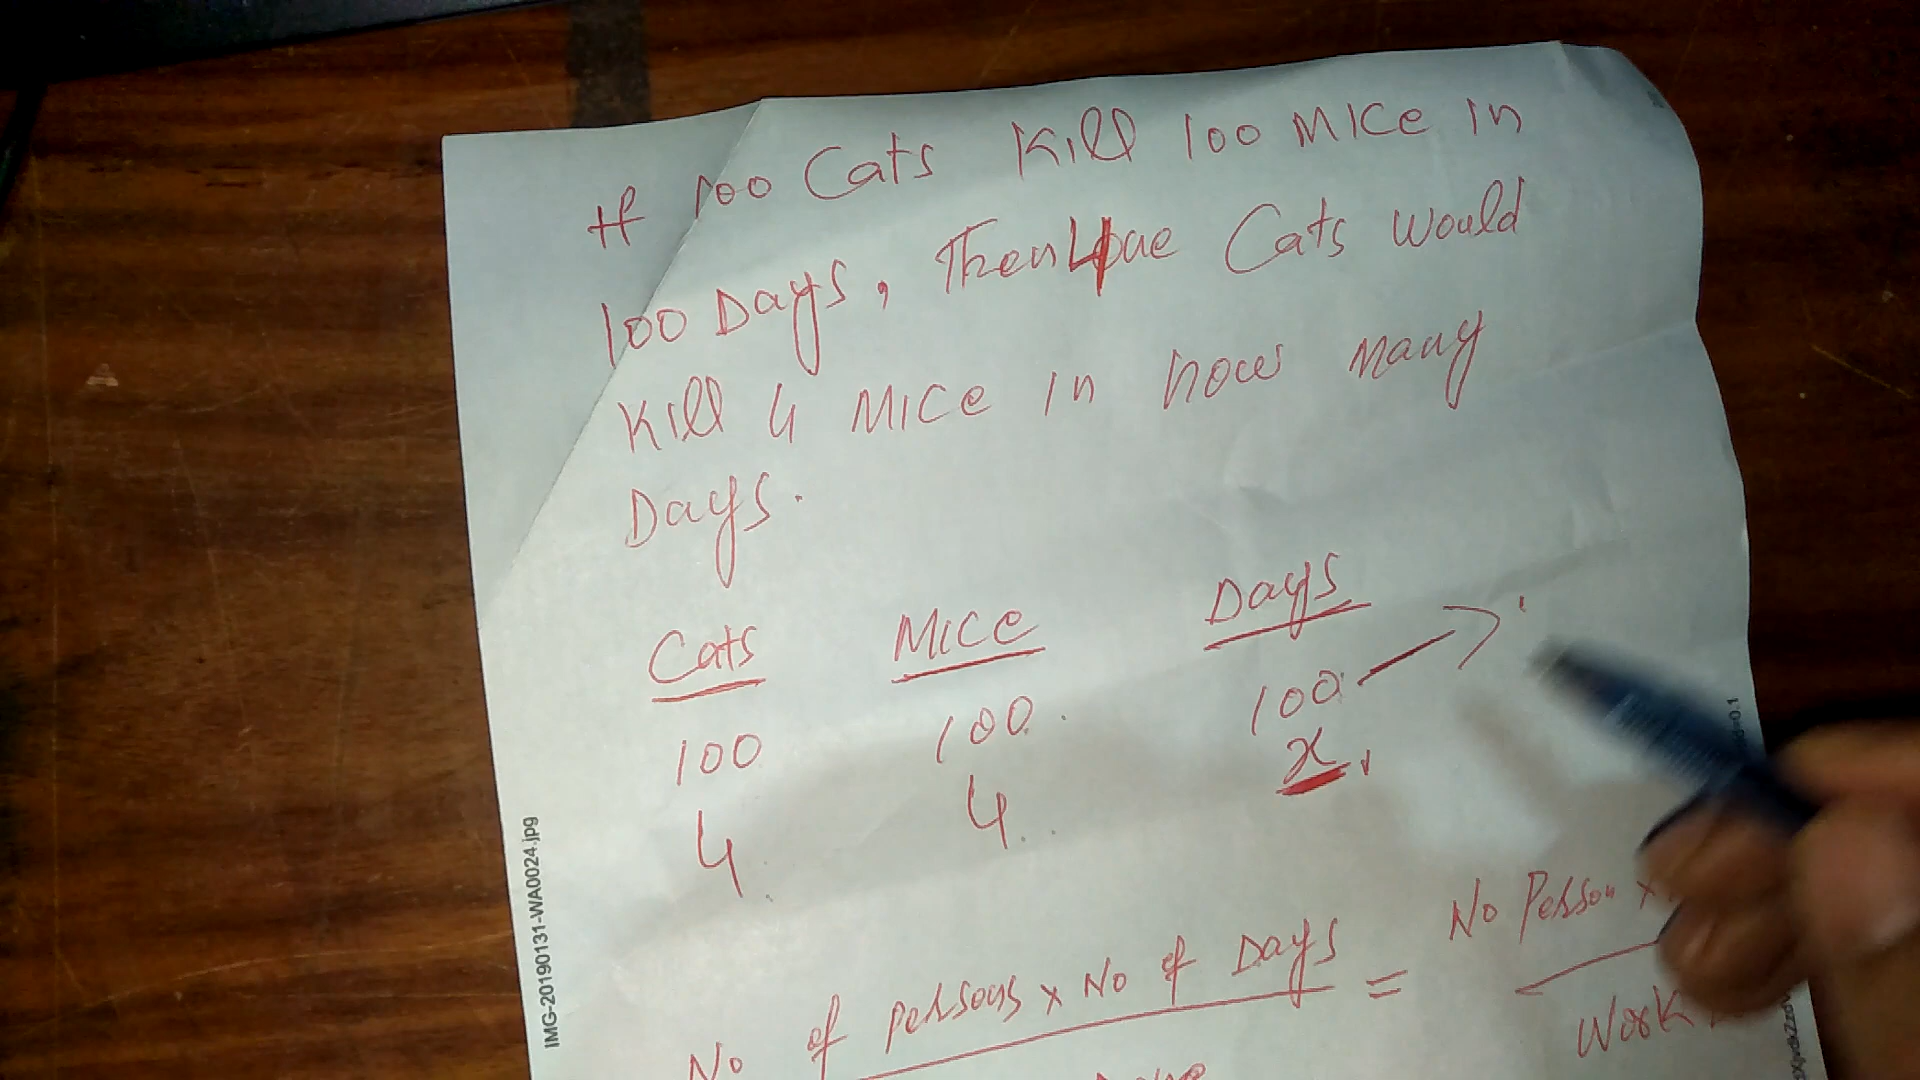 If 100 Cats Kill 100 Mice in
100 Days, Then 4 Cats Would
Kill 4 Mice in how many
Days.
Cats Mice Days
100 100 100
4 4 x
No of persons x No of Days = No Person x
Work
IMG-20190131-WA0024.jpg